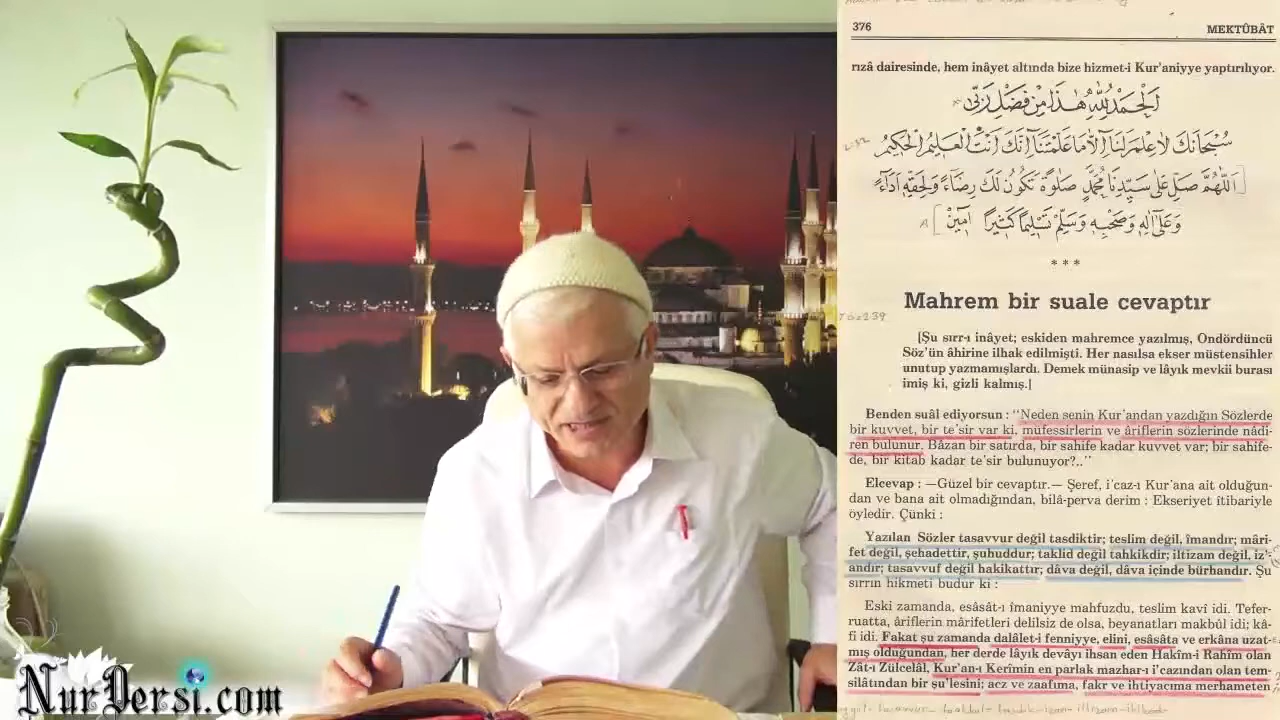 376 MEKTÛBÂT
rızâ dairesinde, hem inâyet altında bize hizmet-i Kur'aniyye yaptırılıyor.
اَلْحَمْدُ لِلّٰهِ هٰذَا مِنْ فَضْلِ رَبِّى
سُبْحَانَكَ لَا عِلْمَ لَنَا اِلَّا مَا عَلَّمْتَنَا اِنَّكَ اَنْتَ الْعَلِيمُ الْحَكِيمُ
اَللّٰهُمَّ صَلِّ عَلٰى سَيِّدِنَا مُحَمَّدٍ صَلٰوةً تَكُونُ لَكَ رِضَاءً وَلِحَقِّهِ اَدَاءً
وَعَلٰى اٰلِهِ وَصَحْبِهِ وَسَلِّمْ تَسْلِيمًا كَثِيرًا اٰمِينَ
* * *
Mahrem bir suale cevaptır
[Şu sırr-ı inâyet; eskiden mahremce yazılmış, Ondördüncü
Söz'ün âhirine ilhak edilmişti. Her nasılsa ekser müstensihler
unutup yazmamışlardı. Demek münasip ve lâyık mevkii burası
imiş ki, gizli kalmış.]
Benden suâl ediyorsun : "Neden senin Kur'andan yazdığın Sözlerde
bir kuvvet, bir te'sir var ki, müfessirlerin ve âriflerin sözlerinde nâdi-
ren bulunur. Bâzan bir satırda, bir sahife kadar kuvvet var; bir sahife-
de, bir kitab kadar te'sir bulunuyor?.."
Elcevap : —Güzel bir cevaptır.— Şeref, i'caz-ı Kur'âna ait olduğun-
dan ve bana ait olmadığından, bilâ-perva derim : Ekseriyet itibariyle
öyledir. Çünki :
Yazılan Sözler tasavvur değil tasdiktir; teslim değil, îmandır; mâri-
fet değil, şehadettir, şuhuddur; taklid değil tahkikdir; iltizam değil, iz'-
andır; tasavvuf değil hakikattır; dâva değil, dâva içinde bürhandır. Şu
sırrın hikmeti budur ki :
Eski zamanda, esâsât-ı îmaniyye mahfuzdu, teslim kavî idi. Tefer-
ruatta, âriflerin mârifetleri delilsiz de olsa, beyanatları makbûl idi; kâ-
fi idi. Fakat şu zamanda dalâlet-i fenniyye, elini, esâsâta ve erkâna uzat-
mış olduğundan, her derde lâyık devâyı ihsan eden Hakîm-i Rahîm olan
Zât-ı Zülcelâl, Kur'an-ı Kerîmin en parlak mazhar-ı i'cazından olan tem-
silâtından bir şu'lesini; acz ve zaafıma, fakr ve ihtiyacıma merhameten
NurDersi.com